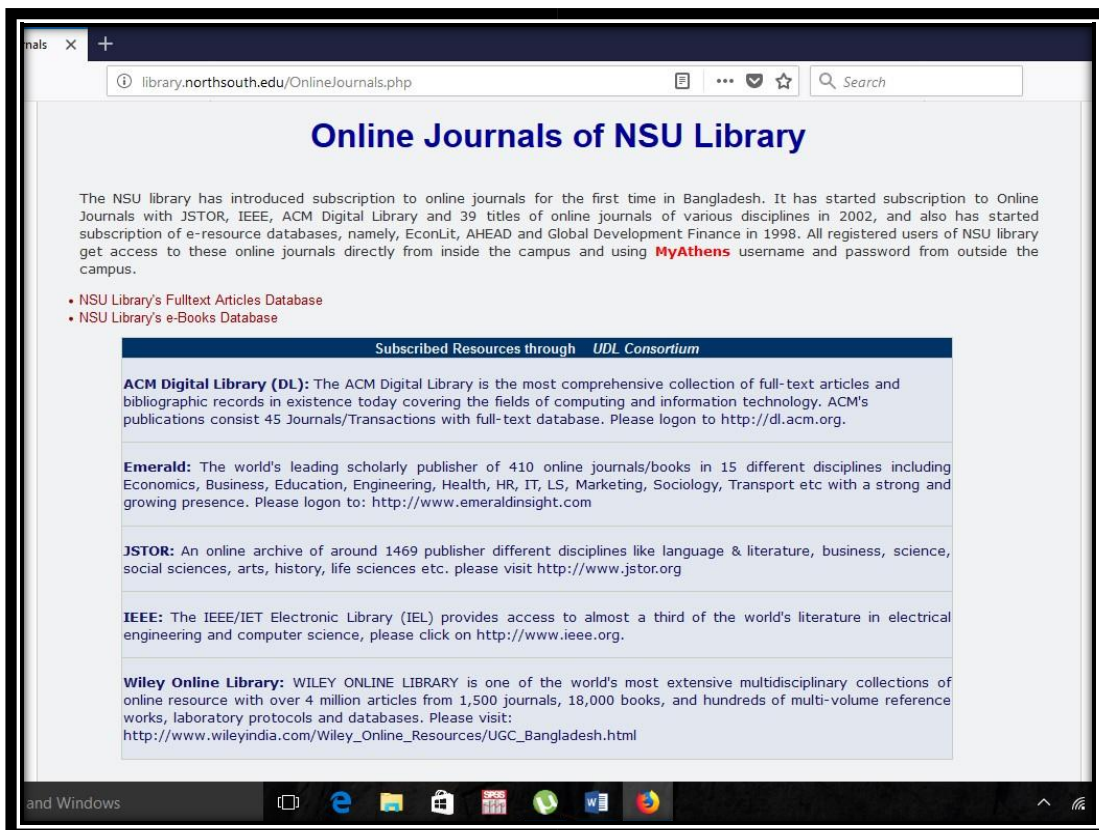 nals
library.northsouth.edu/OnlineJournals.php
Search
Online Journals of NSU Library
The NSU library has introduced subscription to online journals for the first time in Bangladesh. It has started subscription to Online
Journals with JSTOR, IEEE, ACM Digital Library and 39 titles of online journals of various disciplines in 2002, and also has started
subscription of e-resource databases, namely, EconLit, AHEAD and Global Development Finance in 1998. All registered users of NSU library
get access to these online journals directly from inside the campus and using MyAthens username and password from outside the
campus.
• NSU Library's Fulltext Articles Database
• NSU Library's e-Books Database
Subscribed Resources through UDL Consortium
ACM Digital Library (DL): The ACM Digital Library is the most comprehensive collection of full-text articles and
bibliographic records in existence today covering the fields of computing and information technology. ACM's
publications consist 45 Journals/Transactions with full-text database. Please logon to http://dl.acm.org.
Emerald: The world's leading scholarly publisher of 410 online journals/books in 15 different disciplines including
Economics, Business, Education, Engineering, Health, HR, IT, LS, Marketing, Sociology, Transport etc with a strong and
growing presence. Please logon to: http://www.emeraldinsight.com
JSTOR: An online archive of around 1469 publisher different disciplines like language & literature, business, science,
social sciences, arts, history, life sciences etc. please visit http://www.jstor.org
IEEE: The IEEE/IET Electronic Library (IEL) provides access to almost a third of the world's literature in electrical
engineering and computer science, please click on http://www.ieee.org.
Wiley Online Library: WILEY ONLINE LIBRARY is one of the world's most extensive multidisciplinary collections of
online resource with over 4 million articles from 1,500 journals, 18,000 books, and hundreds of multi-volume reference
works, laboratory protocols and databases. Please visit:
http://www.wileyindia.com/Wiley_Online_Resources/UGC_Bangladesh.html
and Windows
SPSS